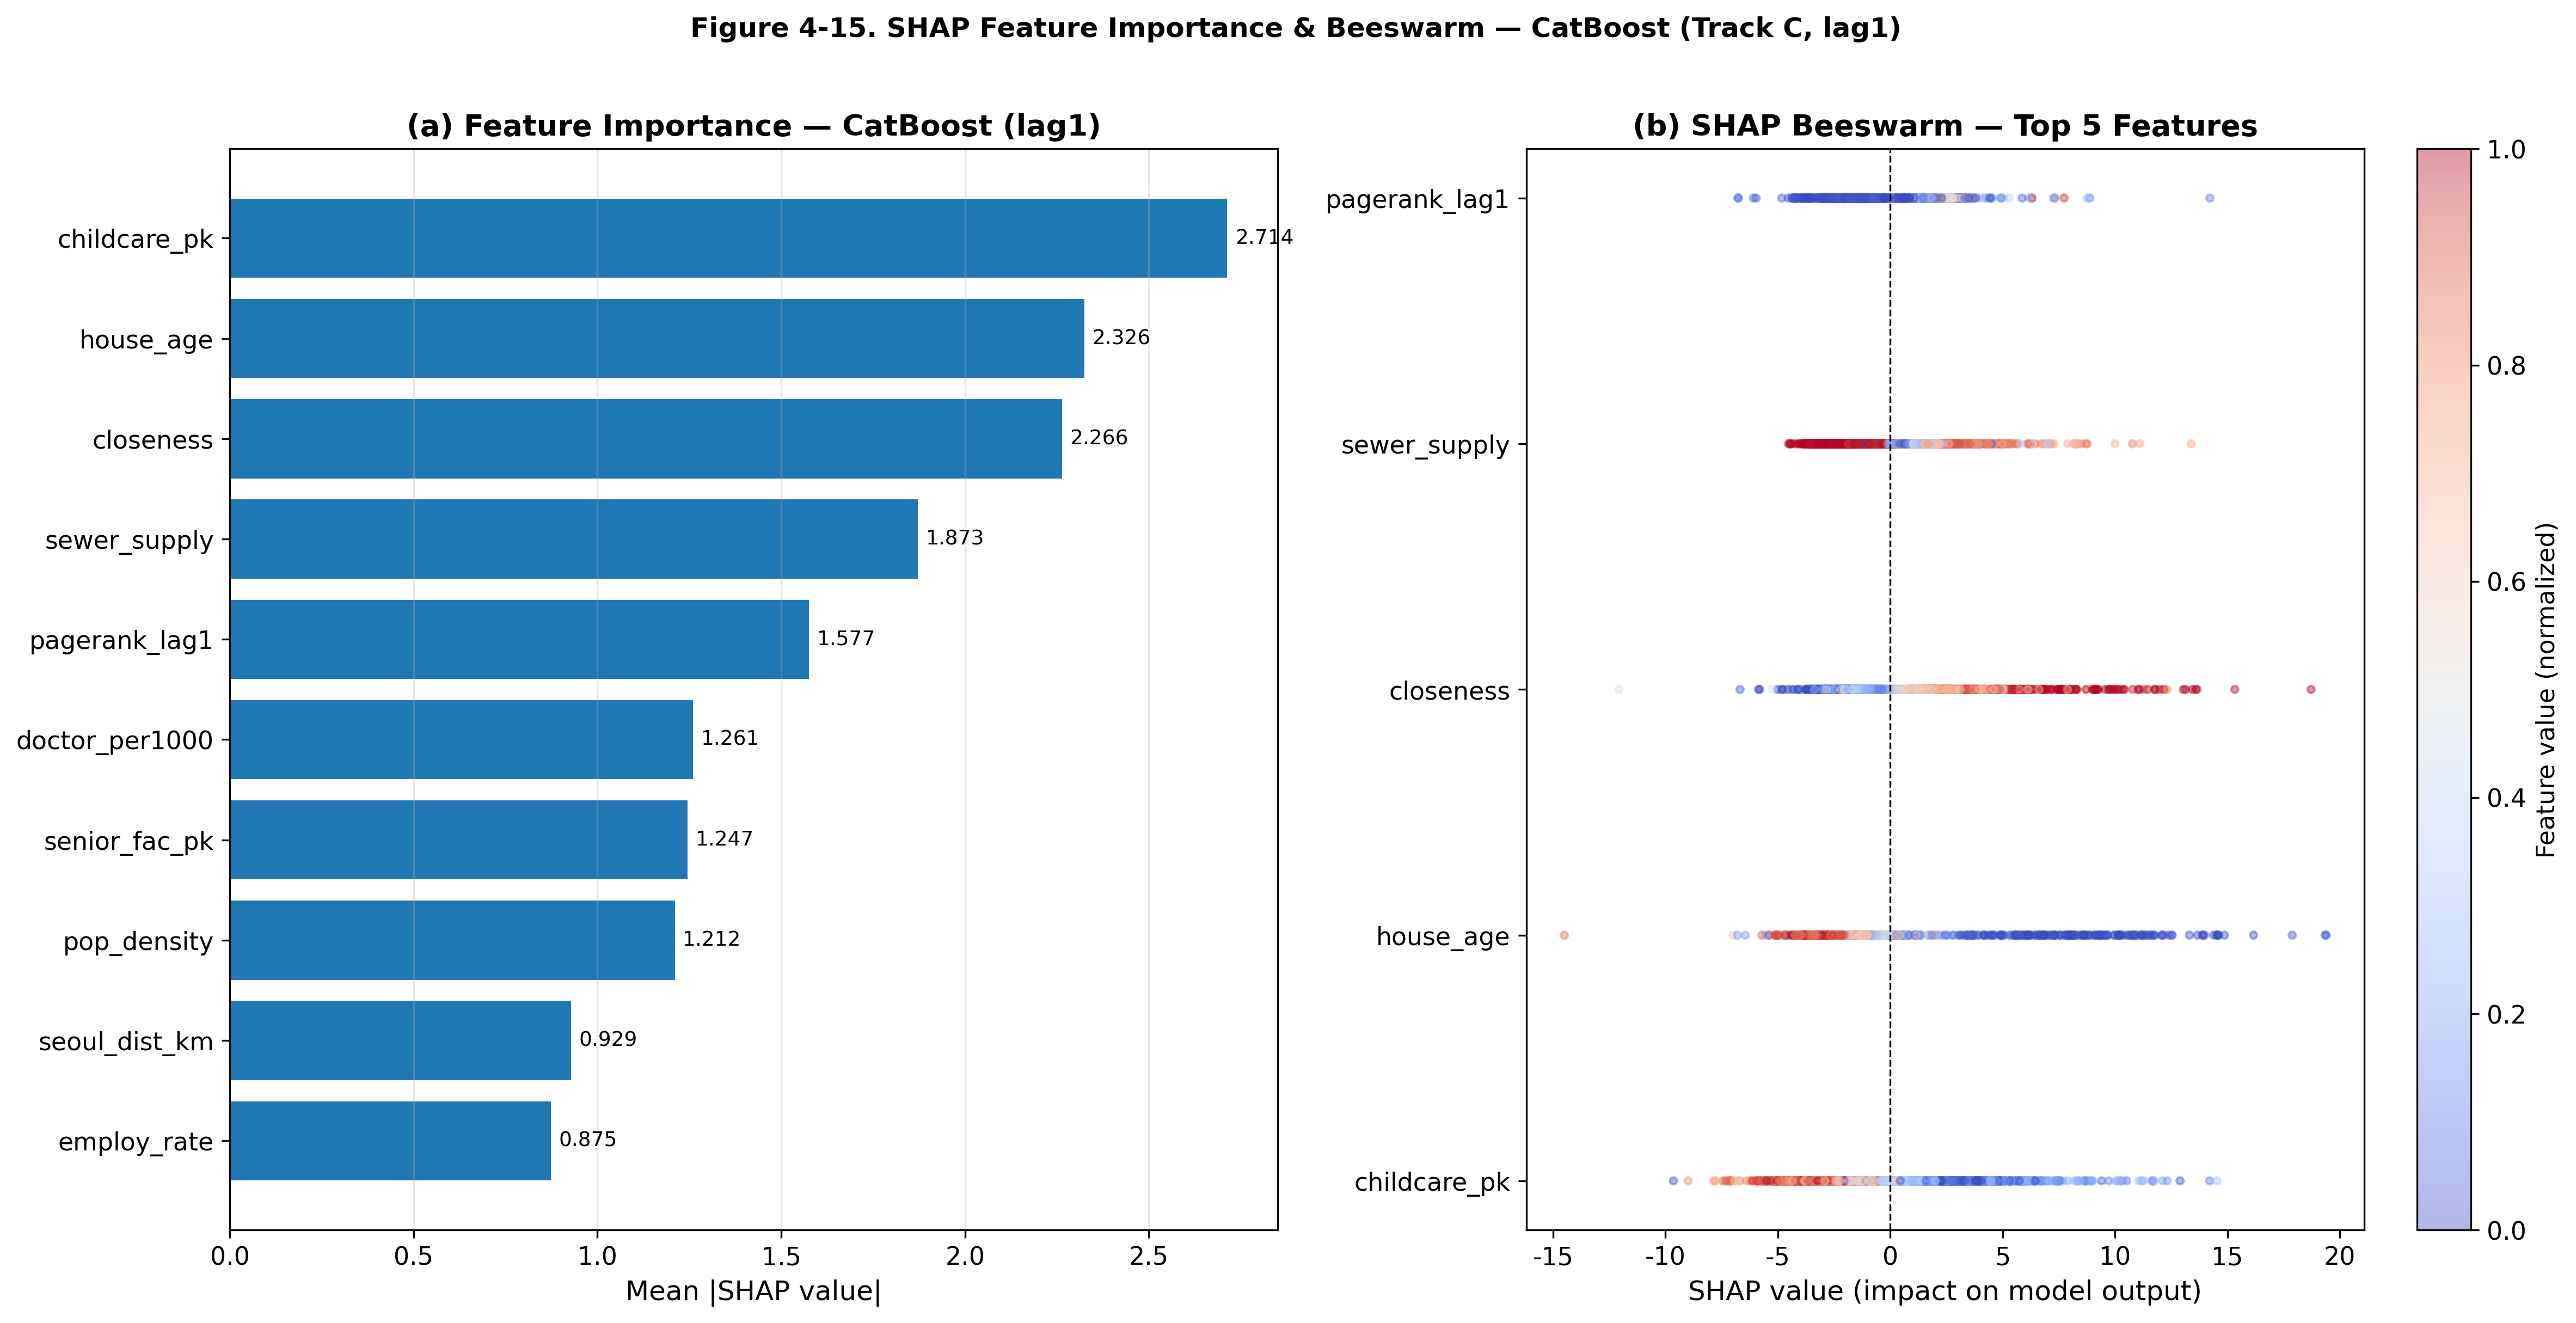 Figure 4-15. SHAP Feature Importance & Beeswarm — CatBoost (Track C, lag1)
(a) Feature Importance — CatBoost (lag1)
childcare_pk
2.714
house_age
2.326
closeness
2.266
sewer_supply
1.873
pagerank_lag1
1.577
doctor_per1000
1.261
senior_fac_pk
1.247
pop_density
1.212
seoul_dist_km
0.929
employ_rate
0.875
0.0 0.5 1.0 1.5 2.0 2.5
Mean |SHAP value|
(b) SHAP Beeswarm — Top 5 Features
pagerank_lag1
sewer_supply
closeness
house_age
childcare_pk
-15 -10 -5 0 5 10 15 20
SHAP value (impact on model output)
1.0
0.8
0.6
0.4
0.2
0.0
Feature value (normalized)